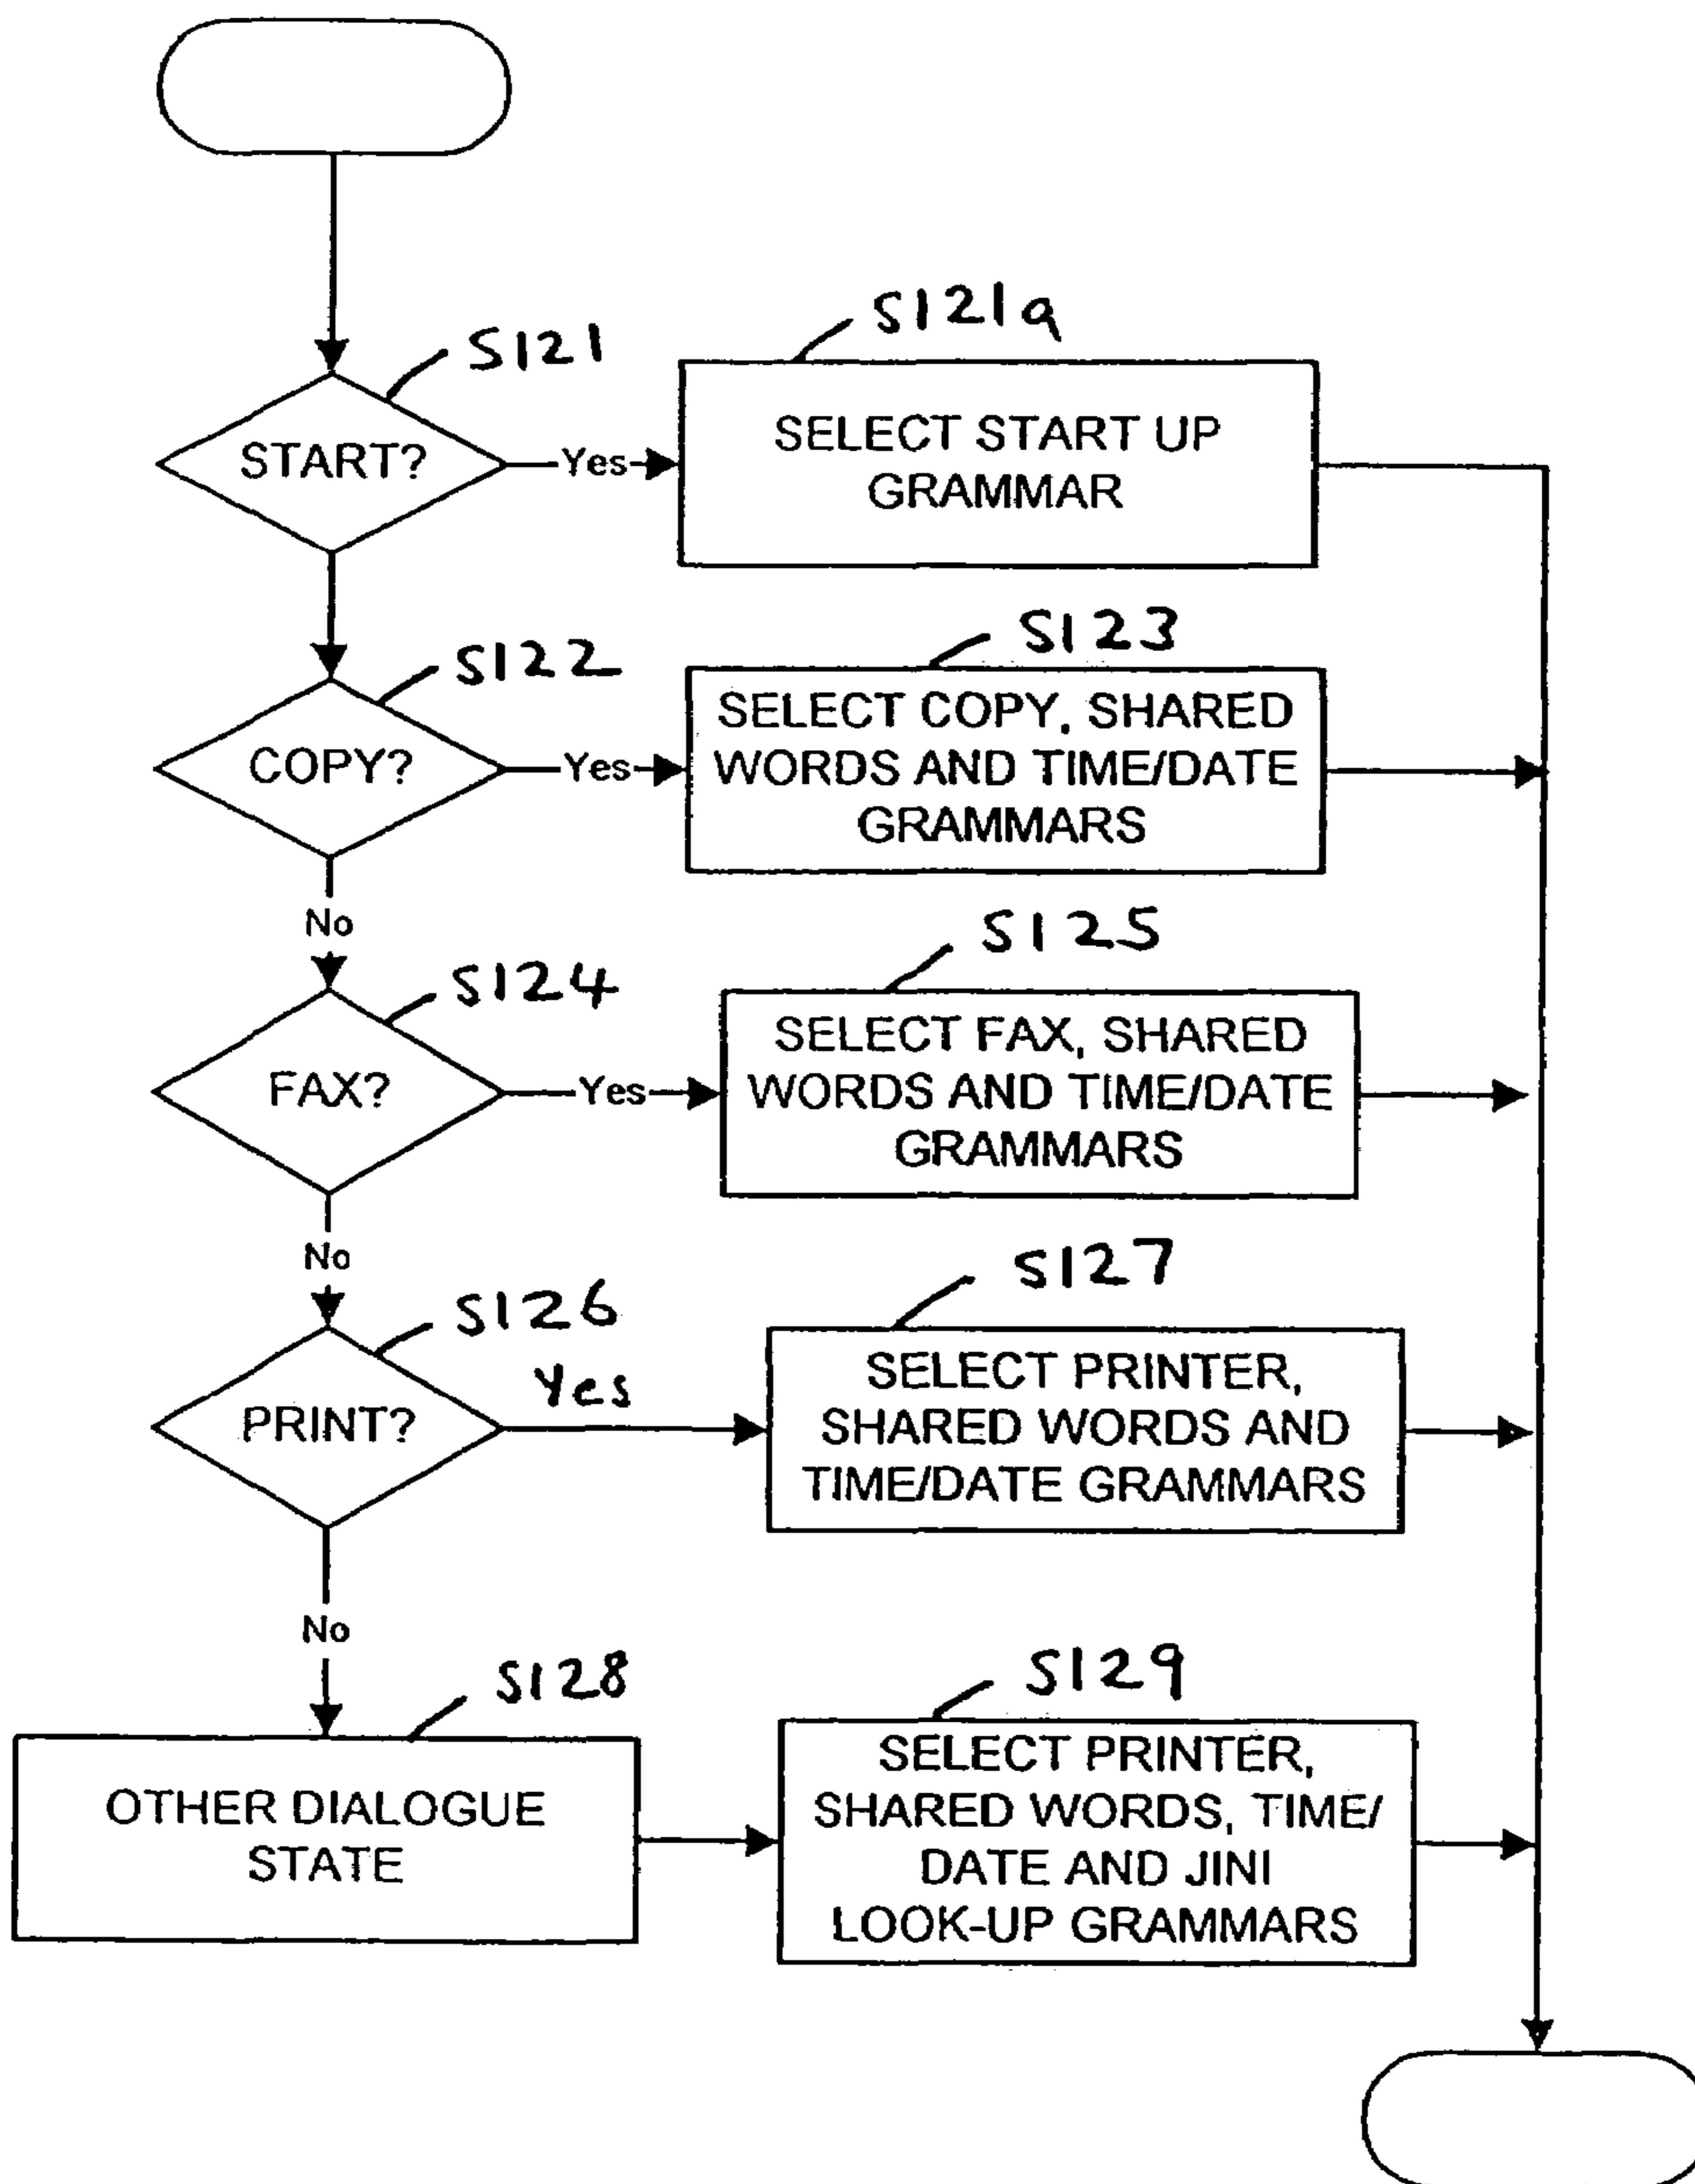 S121
START?
Yes
S121a
SELECT START UP
GRAMMAR
S122
COPY?
Yes
S123
SELECT COPY, SHARED
WORDS AND TIME/DATE
GRAMMARS
No
S124
FAX?
Yes
S125
SELECT FAX, SHARED
WORDS AND TIME/DATE
GRAMMARS
No
S126
PRINT?
Yes
S127
SELECT PRINTER,
SHARED WORDS AND
TIME/DATE GRAMMARS
No
S128
OTHER DIALOGUE
STATE
S129
SELECT PRINTER,
SHARED WORDS, TIME/
DATE AND JINI
LOOK-UP GRAMMARS